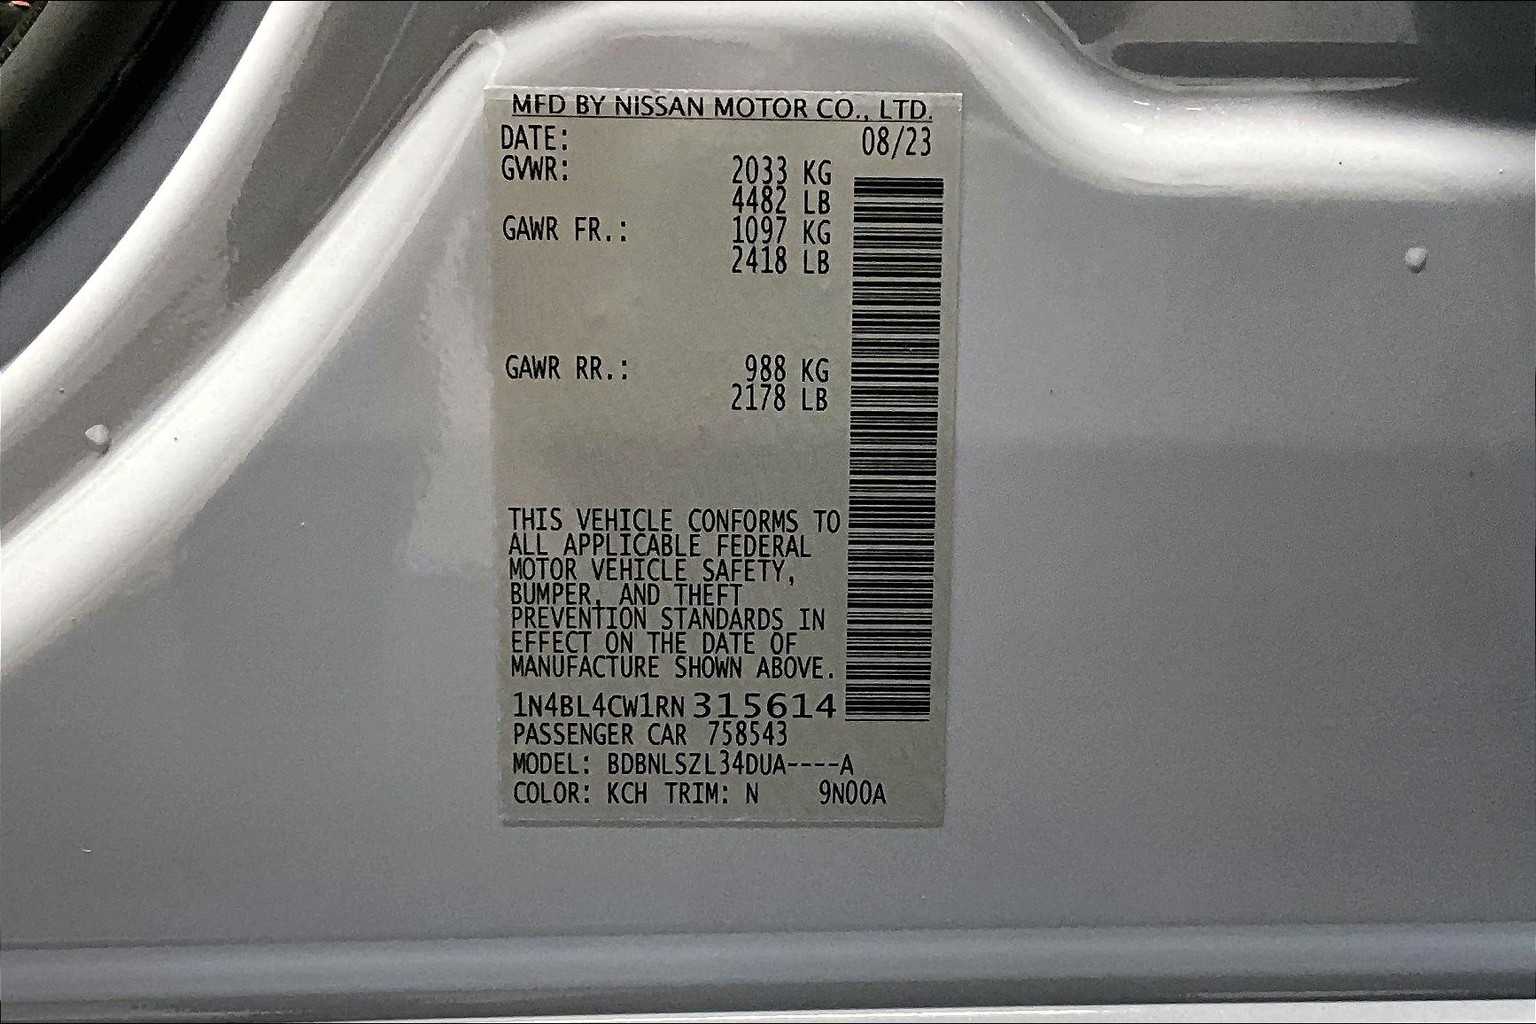 MFD BY NISSAN MOTOR CO., LTD.
DATE: 08/23
GVWR: 2033 KG
4482 LB
GAWR FR.: 1097 KG
2418 LB
GAWR RR.: 988 KG
2178 LB
THIS VEHICLE CONFORMS TO
ALL APPLICABLE FEDERAL
MOTOR VEHICLE SAFETY,
BUMPER, AND THEFT
PREVENTION STANDARDS IN
EFFECT ON THE DATE OF
MANUFACTURE SHOWN ABOVE.
1N4BL4CW1RN315614
PASSENGER CAR 758543
MODEL: BDBNLSZL34DUA----A
COLOR: KCH TRIM: N 9N00A